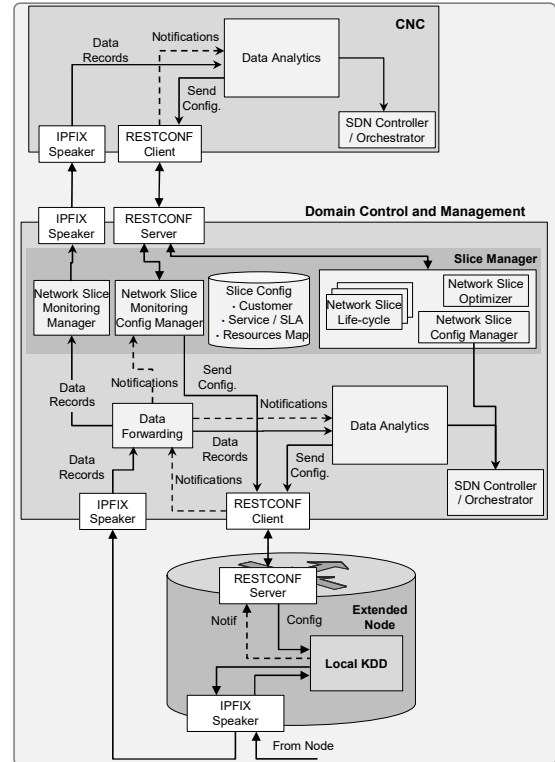 CNC
Notifications
Data
Records
Data Analytics
Send
Config.
SDN Controller
/ Orchestrator
IPFIX
Speaker
RESTCONF
Client
IPFIX
Speaker
RESTCONF
Server
Domain Control and Management
Slice Manager
Network Slice
Monitoring
Manager
Network Slice
Monitoring
Config Manager
Slice Config
· Customer
· Service / SLA
· Resources Map
Network Slice
Life-cycle
Network Slice
Optimizer
Network Slice
Config Manager
Data
Records
Notifications
Send
Config.
Notifications
Data
Forwarding
Data
Records
Data Analytics
Data
Records
Notifications
Send
Config.
SDN Controller
/ Orchestrator
IPFIX
Speaker
RESTCONF
Client
RESTCONF
Server
Extended
Node
Notif
Config
Local KDD
IPFIX
Speaker
From Node